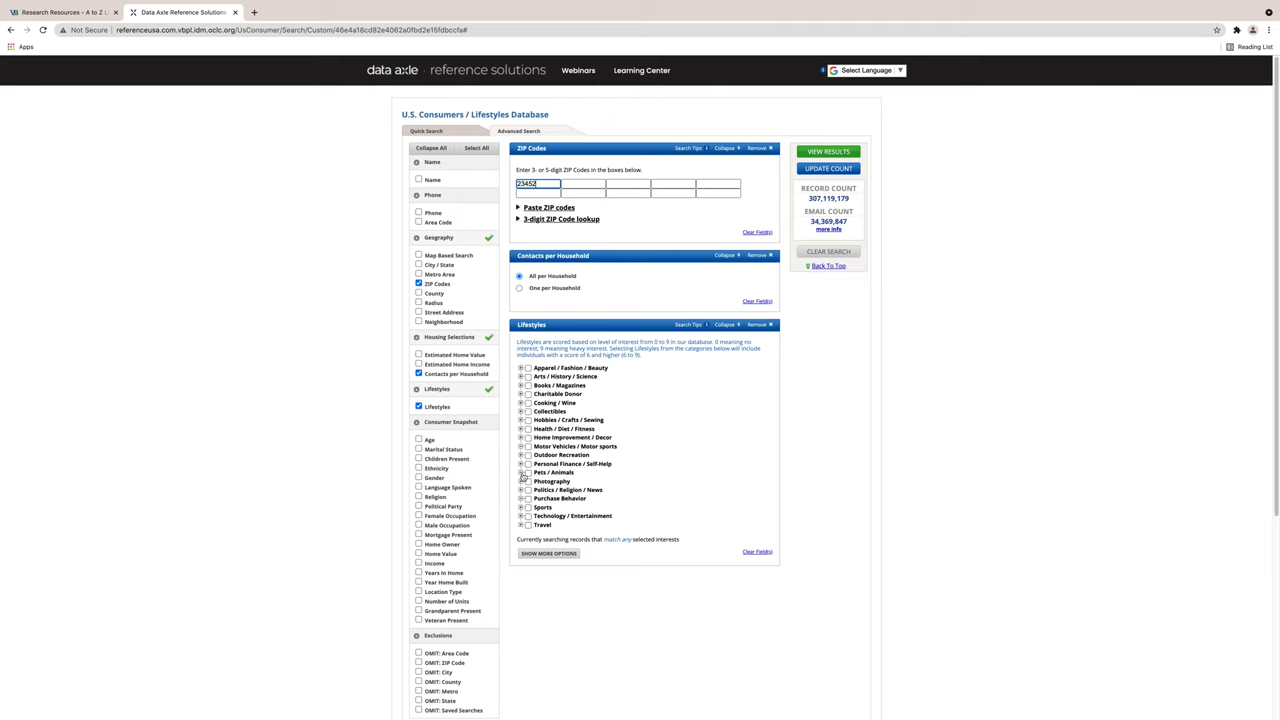 Research Resources - A to Z Li
Data Axle Reference Solutions
Not Secure
referenceusa.com.vbpl.idm.oclc.org/UsConsumer/Search/Custom/46e4a18cd82e4062a0fbd2e15fdbccfa#
Apps
Reading List
data axle reference solutions
Webinars
Learning Center
Select Language
U.S. Consumers / Lifestyles Database
Quick Search
Advanced Search
Collapse All
Select All
Name
Name
Phone
Phone
Area Code
Geography
Map Based Search
City / State
Metro Area
ZIP Codes
County
Radius
Street Address
Neighborhood
Housing Selections
Estimated Home Value
Estimated Home Income
Contacts per Household
Lifestyles
Lifestyles
Consumer Snapshot
Age
Marital Status
Children Present
Ethnicity
Gender
Language Spoken
Religion
Political Party
Female Occupation
Male Occupation
Mortgage Present
Home Owner
Home Value
Income
Years In Home
Year Home Built
Location Type
Number of Units
Grandparent Present
Veteran Present
Exclusions
OMIT: Area Code
OMIT: ZIP Code
OMIT: City
OMIT: County
OMIT: Metro
OMIT: State
OMIT: Saved Searches
ZIP Codes
Search Tips
Collapse
Remove
Enter 3- or 5-digit ZIP Codes in the boxes below.
23452
Paste ZIP codes
3-digit ZIP Code lookup
Clear Field(s)
Contacts per Household
Collapse
Remove
All per Household
One per Household
Clear Field(s)
Lifestyles
Search Tips
Collapse
Remove
Lifestyles are scored based on level of interest from 0 to 9 in our database. 0 meaning no
interest; 9 meaning heavy interest. Selecting Lifestyles from the categories below will include
individuals with a score of 6 and higher (6 to 9).
Apparel / Fashion / Beauty
Arts / History / Science
Books / Magazines
Charitable Donor
Cooking / Wine
Collectibles
Hobbies / Crafts / Sewing
Health / Diet / Fitness
Home Improvement / Decor
Motor Vehicles / Motor sports
Outdoor Recreation
Personal Finance / Self-Help
Pets / Animals
Photography
Politics / Religion / News
Purchase Behavior
Sports
Technology / Entertainment
Travel
Currently searching records that match any selected interests
SHOW MORE OPTIONS
Clear Field(s)
VIEW RESULTS
UPDATE COUNT
RECORD COUNT
307,119,179
EMAIL COUNT
34,369,847
more info
CLEAR SEARCH
Back To Top